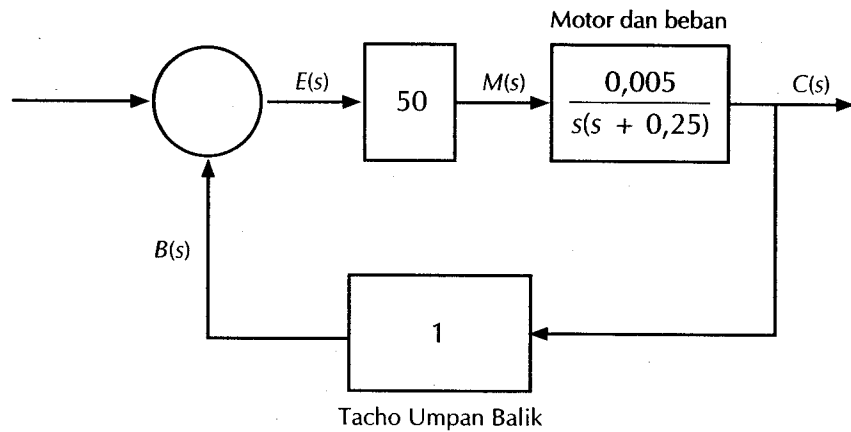 Motor dan beban
E(s)
50
M(s)
0,005
s(s + 0,25)
C(s)
B(s)
1
Tacho Umpan Balik